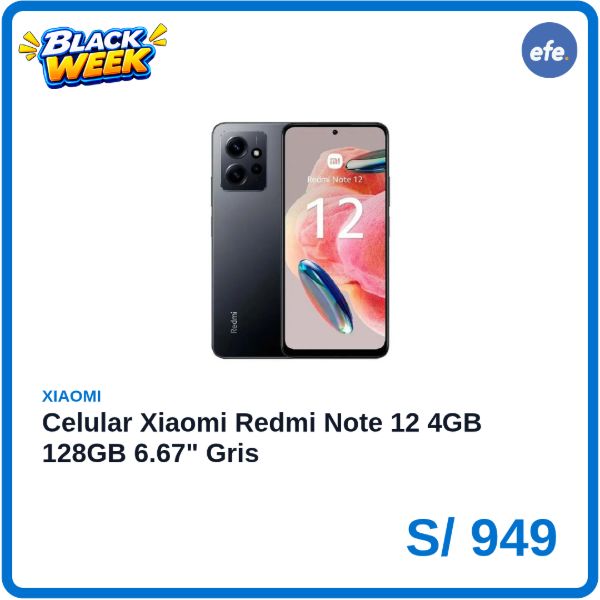 BLACK
WEEK
efe.
Redmi Note 12
12
Redmi
XIAOMI
Celular Xiaomi Redmi Note 12 4GB
128GB 6.67" Gris
S/ 949